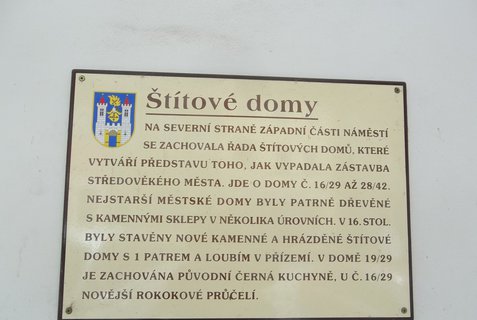 Štítové domy
NA SEVERNÍ STRANĚ ZÁPADNÍ ČÁSTI NÁMĚSTÍ
SE ZACHOVALA ŘADA ŠTÍTOVÝCH DOMŮ, KTERÉ
VYTVÁŘÍ PŘEDSTAVU TOHO, JAK VYPADALA ZÁSTAVBA
STŘEDOVĚKÉHO MĚSTA. JDE O DOMY Č. 16/29 AŽ 28/42.
NEJSTARŠÍ MĚSTSKÉ DOMY BYLY PATRNĚ DŘEVĚNÉ
S KAMENNÝMI SKLEPY V NĚKOLIKA ÚROVNÍCH. V 16. STOL.
BYLY STAVĚNY NOVÉ KAMENNÉ A HRÁZDĚNÉ ŠTÍTOVÉ
DOMY S 1 PATREM A LOUBÍM V PŘÍZEMÍ. V DOMĚ 19/29
JE ZACHOVÁNA PŮVODNÍ ČERNÁ KUCHYNĚ, U Č. 16/29
NOVĚJŠÍ ROKOKOVÉ PRŮČELÍ.